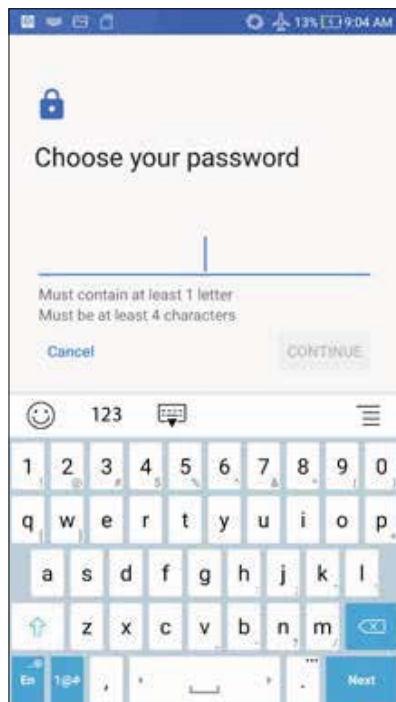 13% 9:04 AM
Choose your password
Must contain at least 1 letter
Must be at least 4 characters
Cancel CONTINUE
123
1 2 3 4 5 6 7 8 9 0
q w e r t y u i o p
a s d f g h j k l
z x c v b n m
En 1@# , . Next